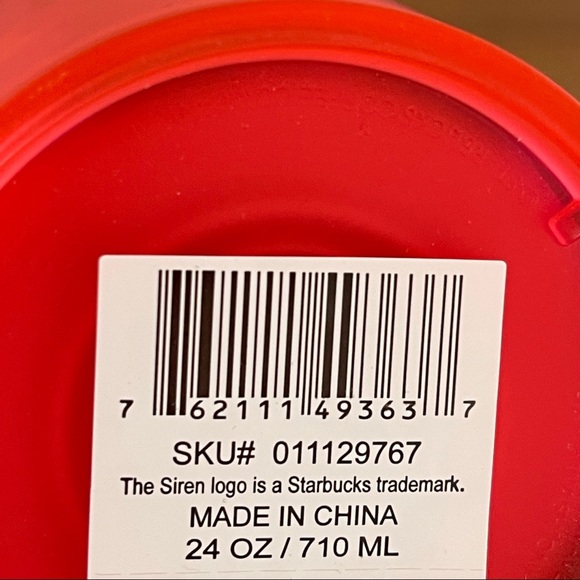 7 62111 49363 7
SKU# 011129767
The Siren logo is a Starbucks trademark.
MADE IN CHINA
24 OZ / 710 ML